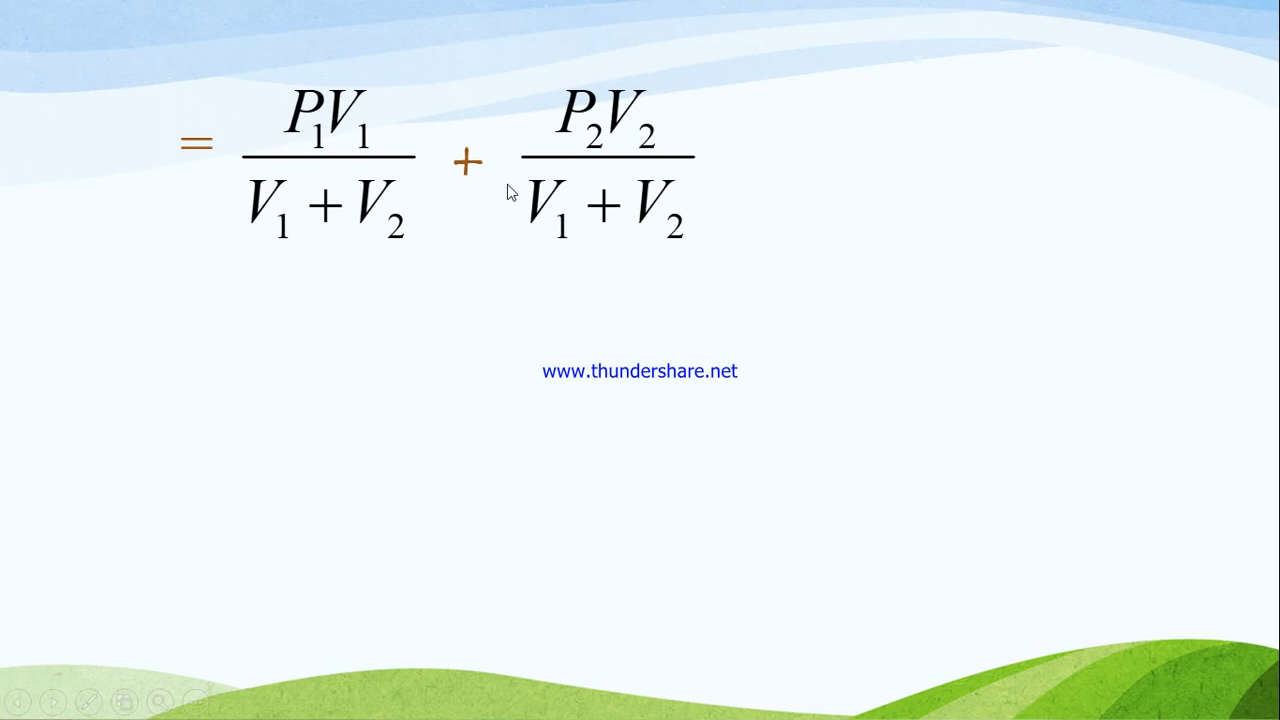 = P₁V₁ / V₁ + V₂ + P₂V₂ / V₁ + V₂
www.thundershare.net